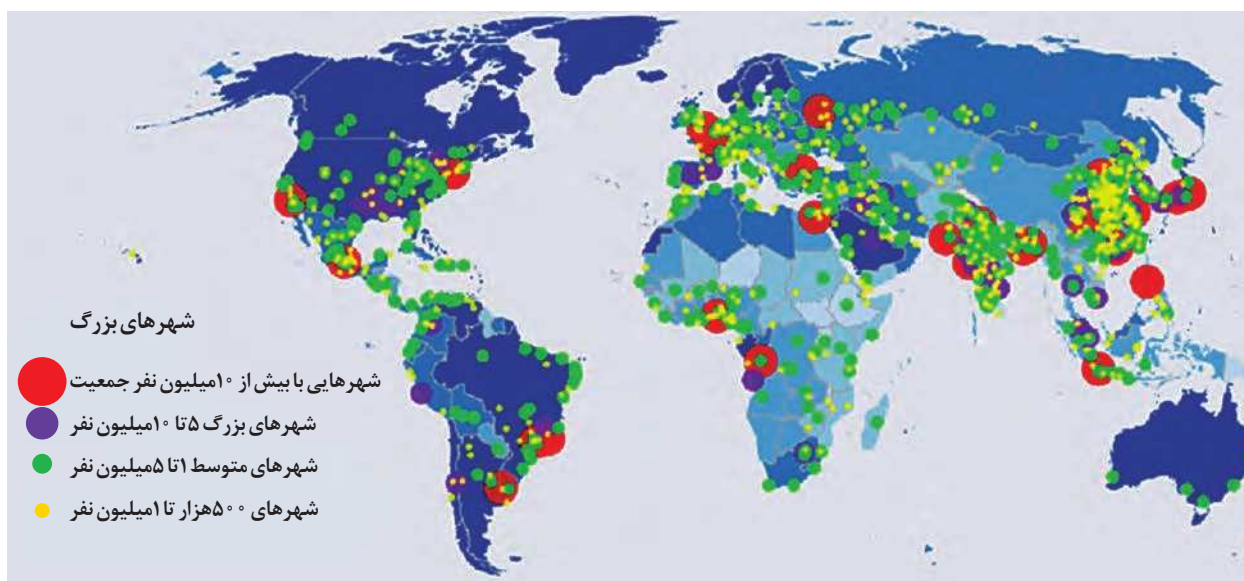 شهرهای بزرگ
شهرهایی با بیش از ۱۰میلیون نفر جمعیت
شهرهای بزرگ ۵تا ۱۰میلیون نفر
شهرهای متوسط ۱تا ۵میلیون نفر
شهرهای ۵۰۰هزار تا ۱میلیون نفر